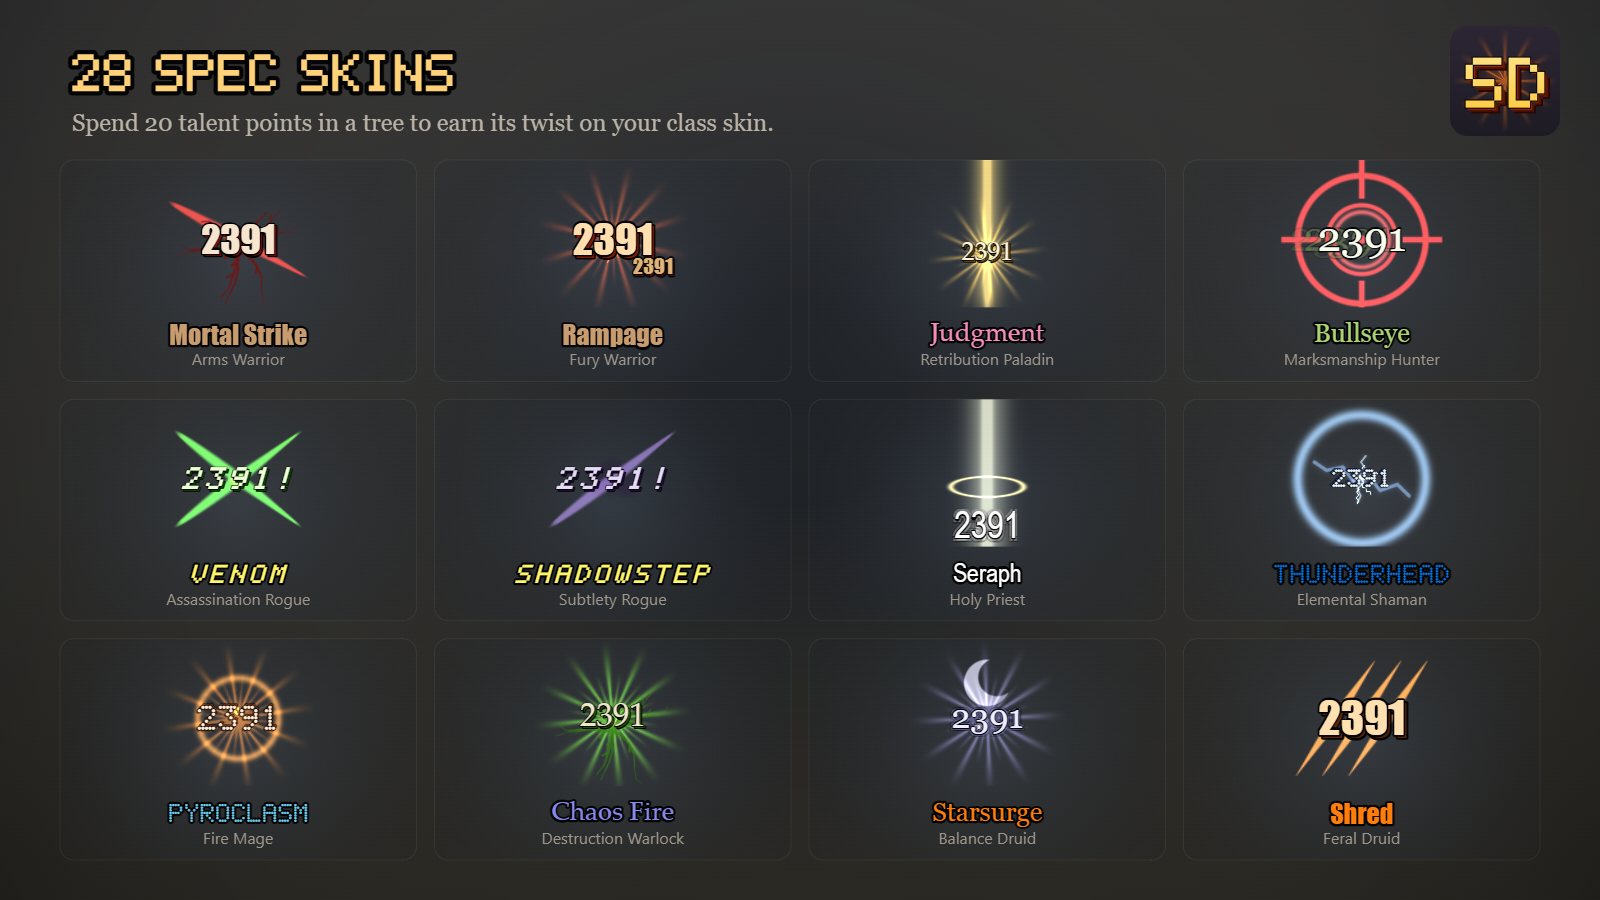 28 SPEC SKINS
SD
Spend 20 talent points in a tree to earn its twist on your class skin.
2391
Mortal Strike
Arms Warrior
2391
2391
Rampage
Fury Warrior
2391
Judgment
Retribution Paladin
2391
Bullseye
Marksmanship Hunter
2391!
VENOM
Assassination Rogue
2391!
SHADOWSTEP
Subtlety Rogue
2391
Seraph
Holy Priest
2391
THUNDERHEAD
Elemental Shaman
2391
PYROCLASM
Fire Mage
2391
Chaos Fire
Destruction Warlock
2391
Starsurge
Balance Druid
2391
Shred
Feral Druid